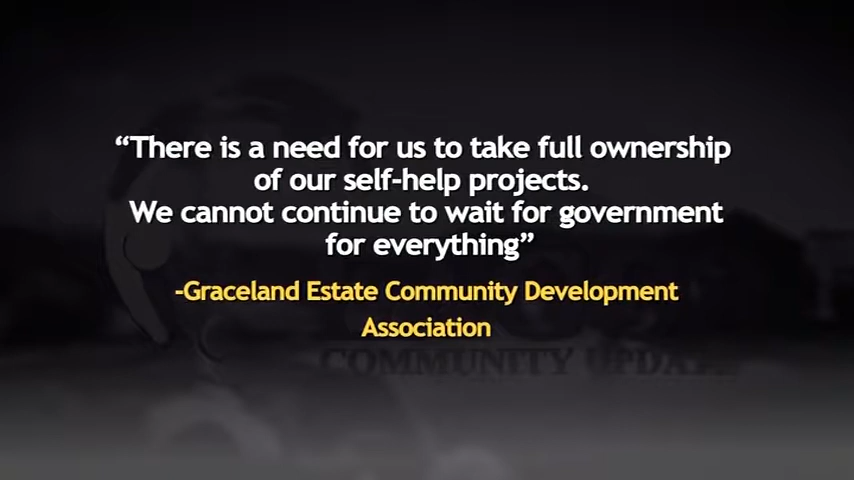 “There is a need for us to take full ownership
of our self-help projects.
We cannot continue to wait for government
for everything”
-Graceland Estate Community Development
Association
COMMUNITY UPDATE